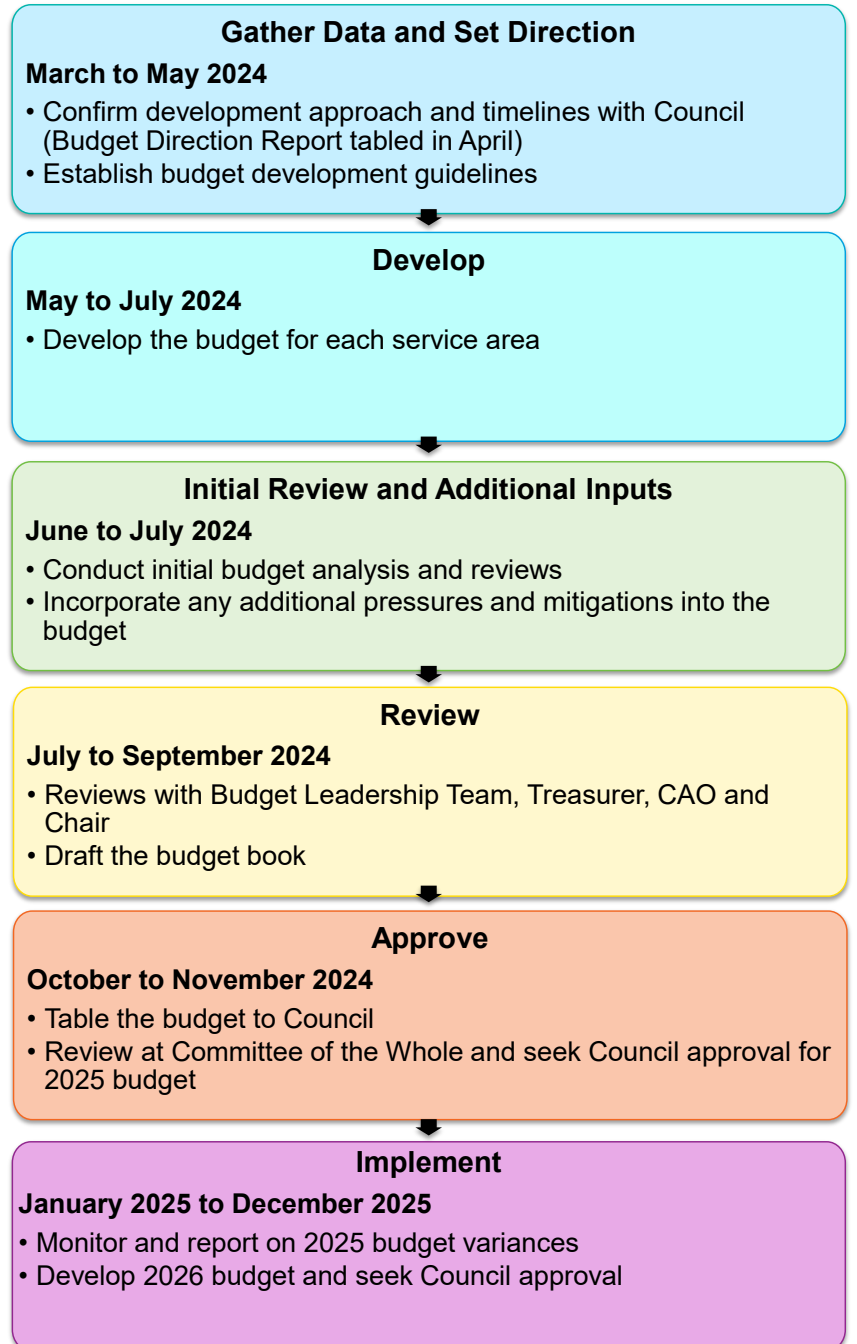 Gather Data and Set Direction
March to May 2024
• Confirm development approach and timelines with Council
(Budget Direction Report tabled in April)
• Establish budget development guidelines
Develop
May to July 2024
• Develop the budget for each service area
Initial Review and Additional Inputs
June to July 2024
• Conduct initial budget analysis and reviews
• Incorporate any additional pressures and mitigations into the
budget
Review
July to September 2024
• Reviews with Budget Leadership Team, Treasurer, CAO and
Chair
• Draft the budget book
Approve
October to November 2024
• Table the budget to Council
• Review at Committee of the Whole and seek Council approval for
2025 budget
Implement
January 2025 to December 2025
• Monitor and report on 2025 budget variances
• Develop 2026 budget and seek Council approval